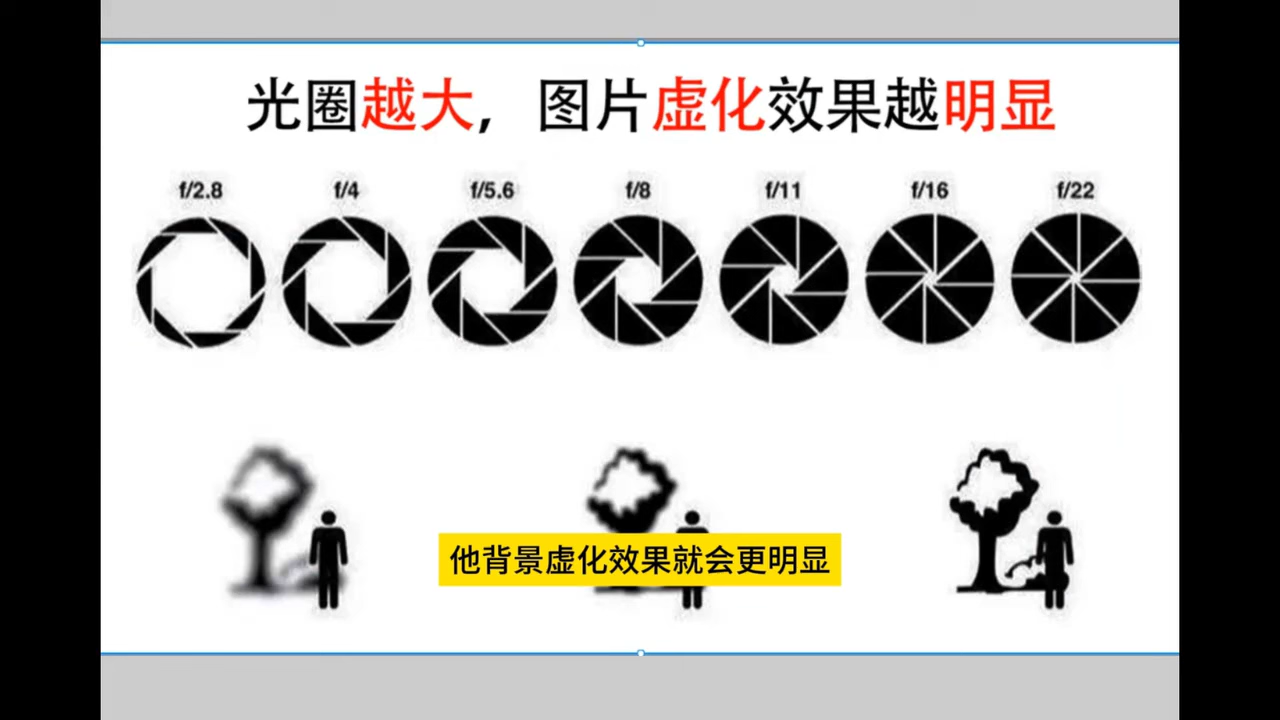 光圈越大，图片虚化效果越明显
f/2.8 f/4 f/5.6 f/8 f/11 f/16 f/22
他背景虚化效果就会更明显